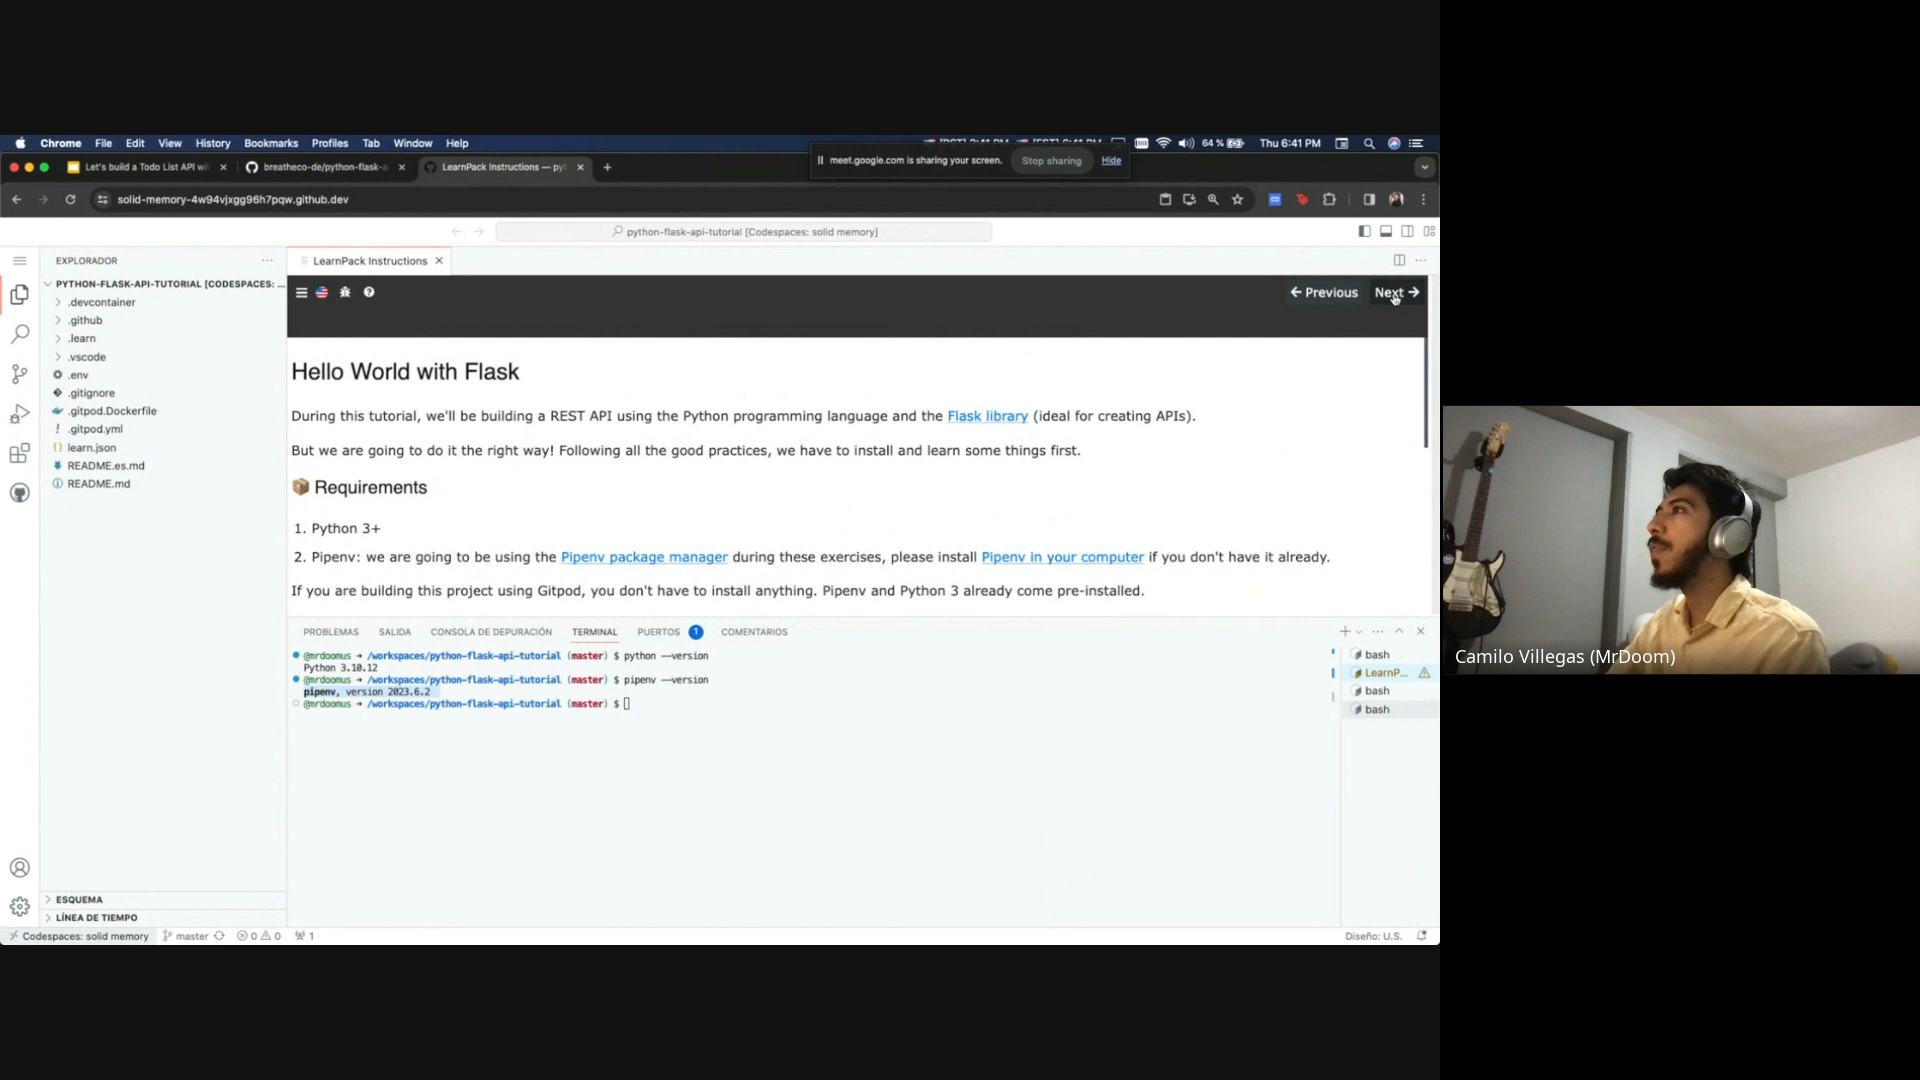 Chrome File Edit View History Bookmarks Profiles Tab Window Help
64 % Thu 6:41 PM
Let's build a Todo List API wi
breatheco-de/python-flask-a
LearnPack Instructions — pyt
meet.google.com is sharing your screen. Stop sharing Hide
solid-memory-4w94vjxgg96h7pqw.github.dev
python-flask-api-tutorial [Codespaces: solid memory]
EXPLORADOR
LearnPack Instructions
PYTHON-FLASK-API-TUTORIAL [CODESPACES: ...
.devcontainer
.github
.learn
.vscode
.env
.gitignore
.gitpod.Dockerfile
.gitpod.yml
learn.json
README.es.md
README.md
← Previous Next →
Hello World with Flask
During this tutorial, we'll be building a REST API using the Python programming language and the Flask library (ideal for creating APIs).
But we are going to do it the right way! Following all the good practices, we have to install and learn some things first.
📦 Requirements
1. Python 3+
2. Pipenv: we are going to be using the Pipenv package manager during these exercises, please install Pipenv in your computer if you don't have it already.
If you are building this project using Gitpod, you don't have to install anything. Pipenv and Python 3 already come pre-installed.
PROBLEMAS SALIDA CONSOLA DE DEPURACIÓN TERMINAL PUERTOS 1 COMENTARIOS
@mrdoomus → /workspaces/python-flask-api-tutorial (master) $ python --version
Python 3.10.12
@mrdoomus → /workspaces/python-flask-api-tutorial (master) $ pipenv --version
pipenv, version 2023.6.2
@mrdoomus → /workspaces/python-flask-api-tutorial (master) $
bash
LearnP...
bash
bash
ESQUEMA
LÍNEA DE TIEMPO
Codespaces: solid memory master 0 0 1
Diseño: U.S.
Camilo Villegas (MrDoom)